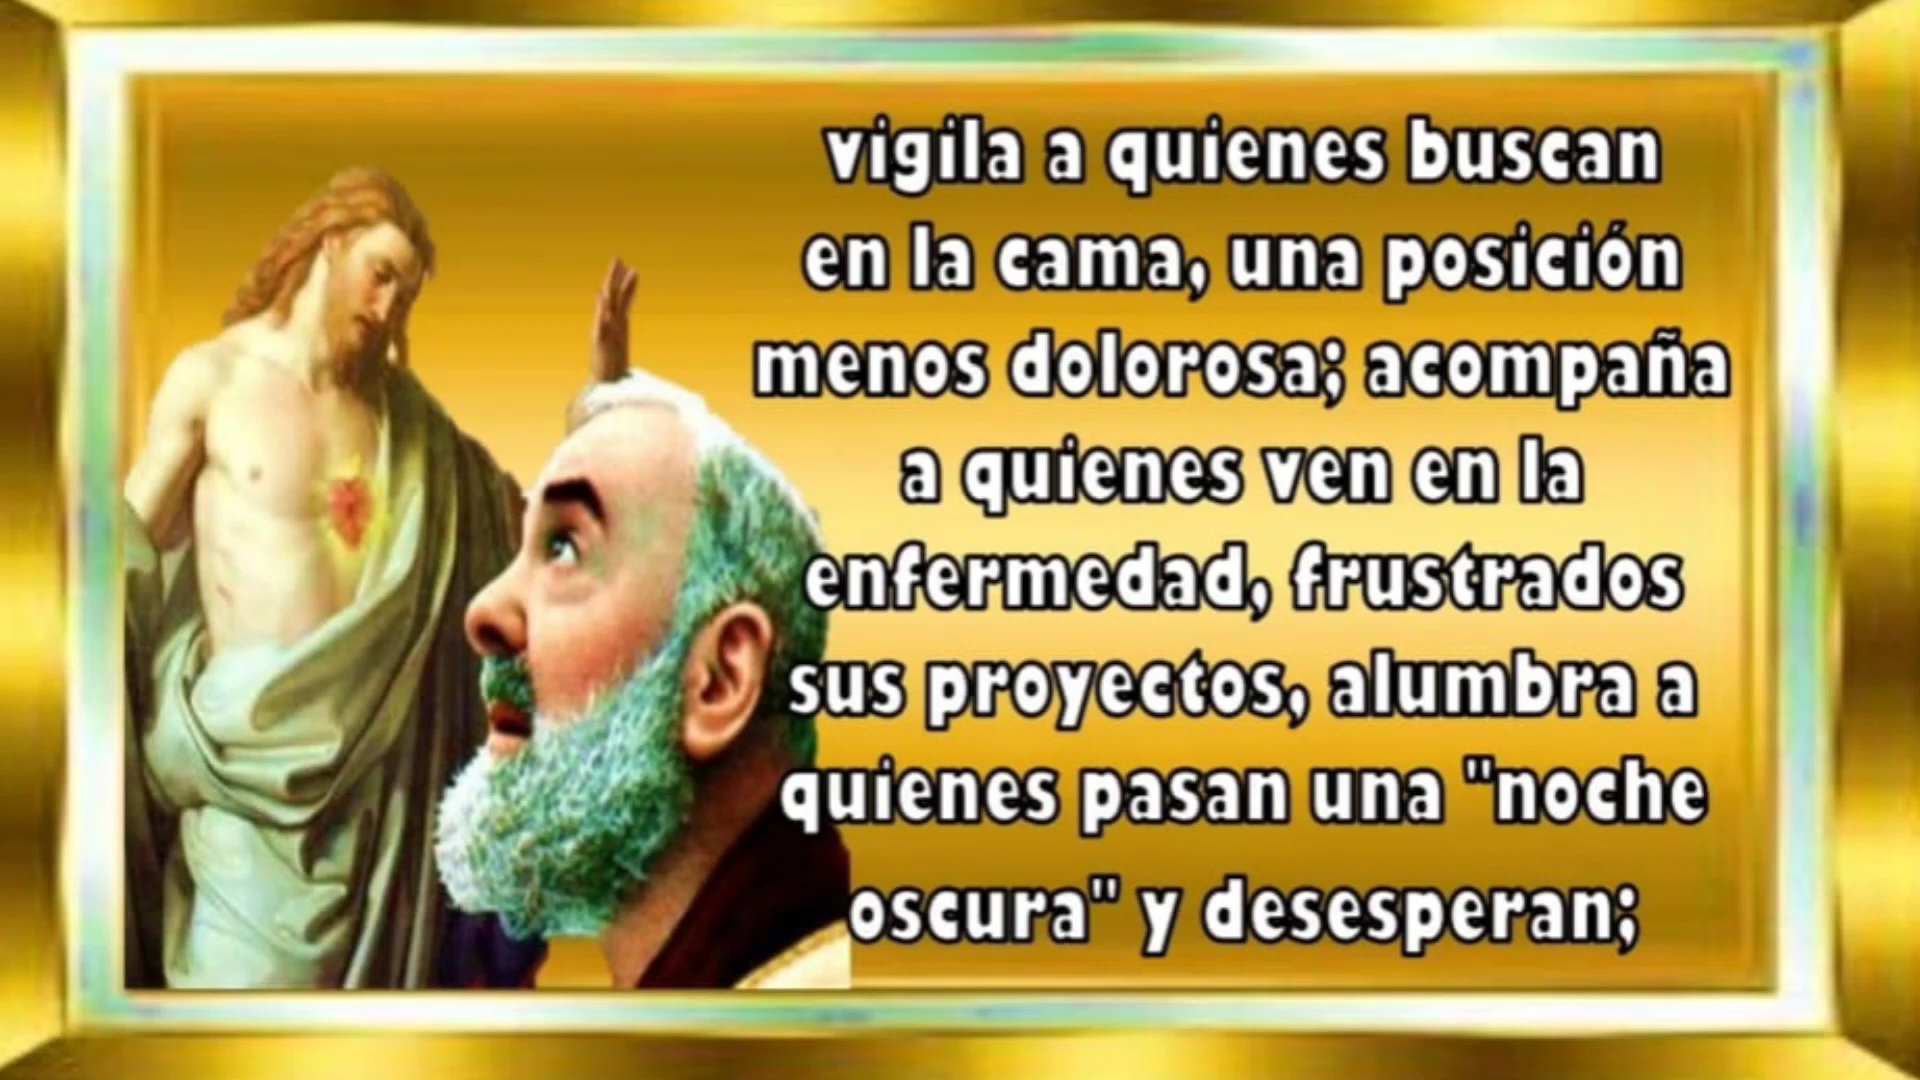 vigila a quienes buscan
en la cama, una posición
menos dolorosa; acompaña
a quienes ven en la
enfermedad, frustrados
sus proyectos, alumbra a
quienes pasan una "noche
oscura" y desesperan;